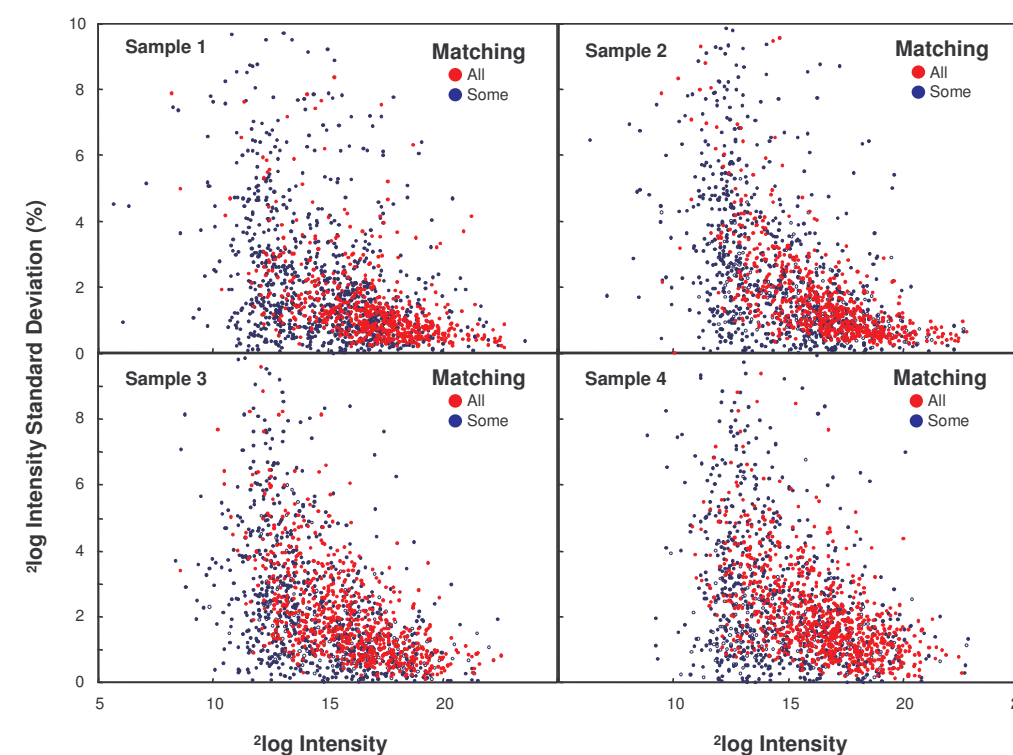 10
8
6
4
2
0
Sample 1
Matching
All
Some
Sample 2
Matching
All
Some
8
6
4
2
0
Sample 3
Matching
All
Some
Sample 4
Matching
All
Some
5 10 15 20 10 15 20
²log Intensity Standard Deviation (%)
²log Intensity ²log Intensity